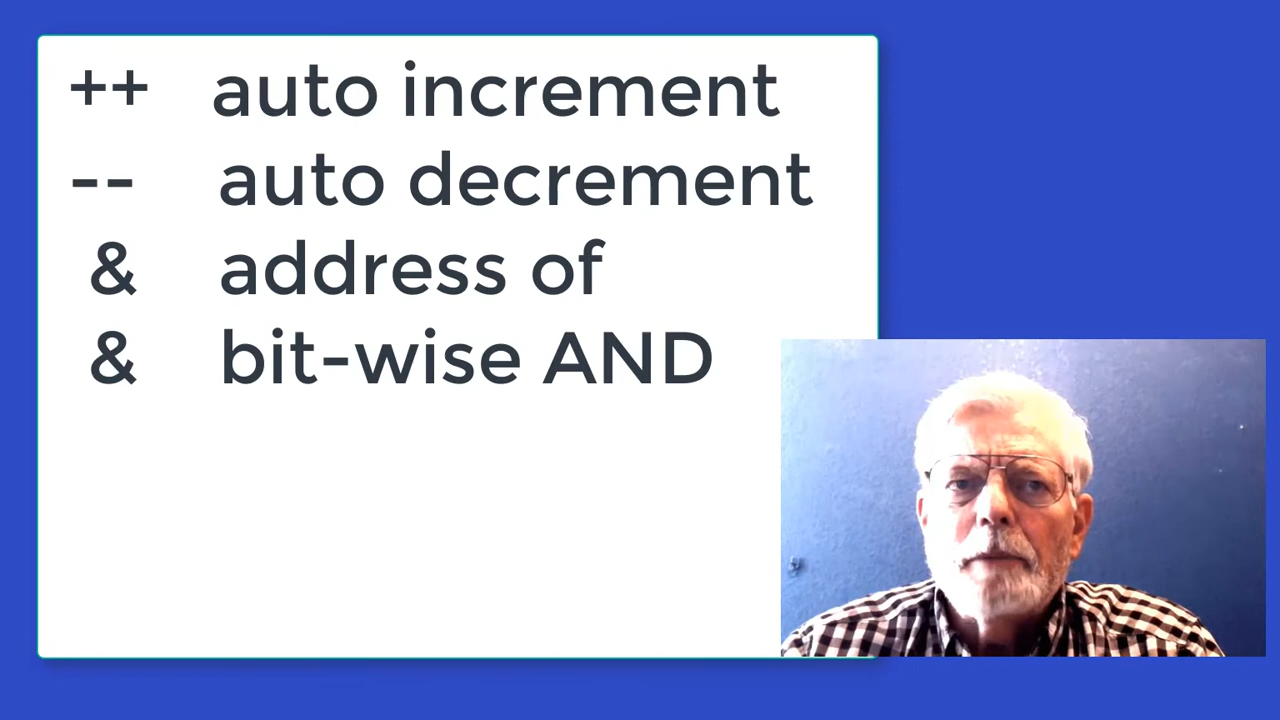 ++ auto increment
-- auto decrement
& address of
& bit-wise AND